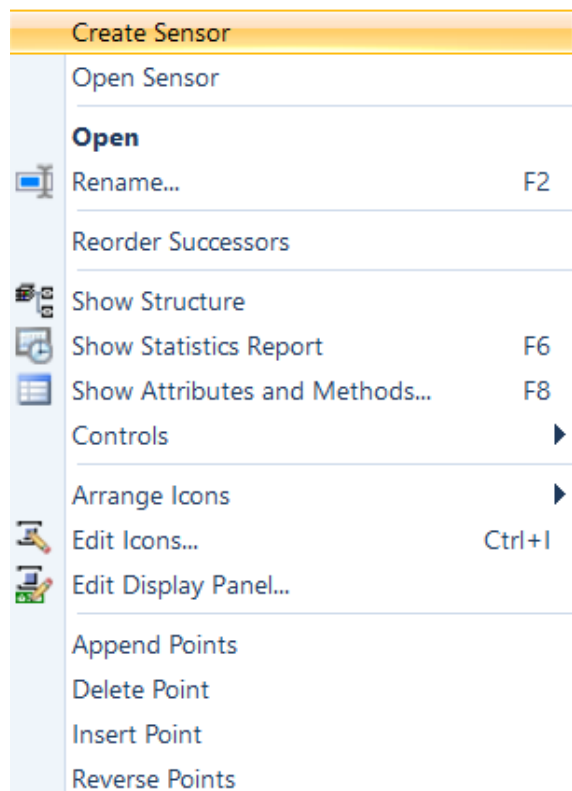 Create Sensor
Open Sensor
Open
Rename... F2
Reorder Successors
Show Structure
Show Statistics Report F6
Show Attributes and Methods... F8
Controls
Arrange Icons
Edit Icons... Ctrl+I
Edit Display Panel...
Append Points
Delete Point
Insert Point
Reverse Points